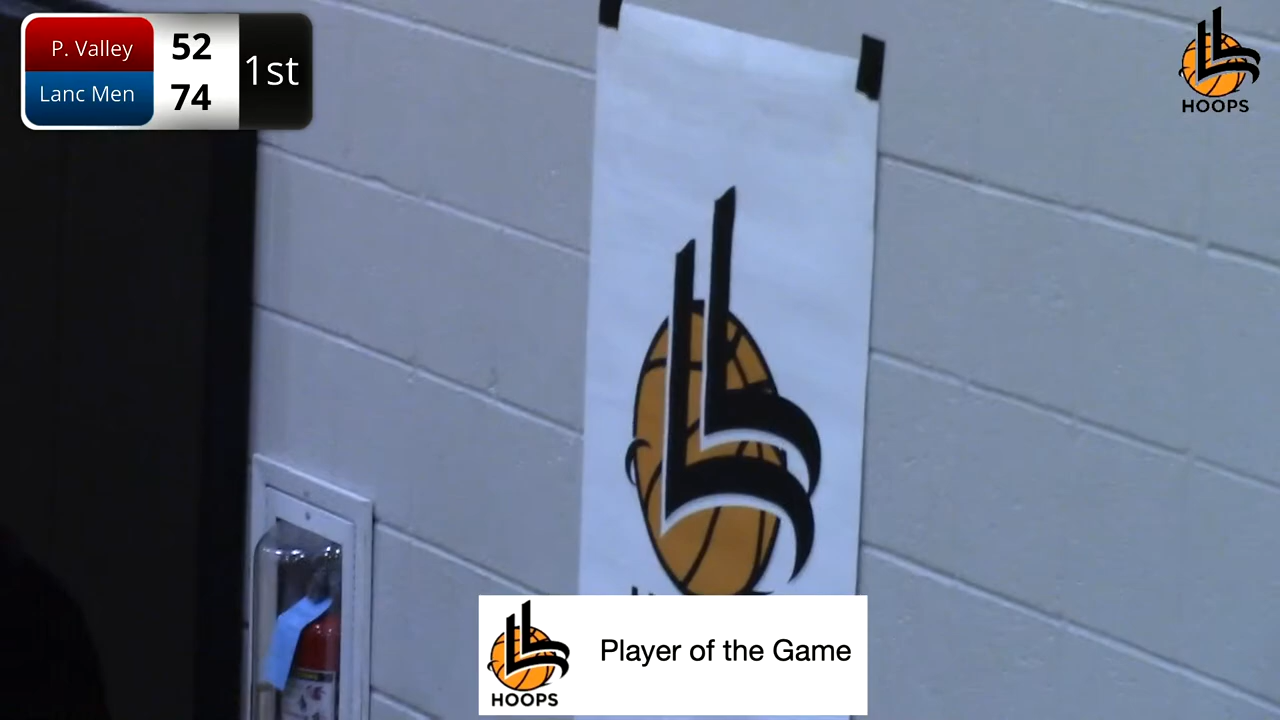 P. Valley 52
Lanc Men 74
1st
HOOPS
Player of the Game
HOOPS